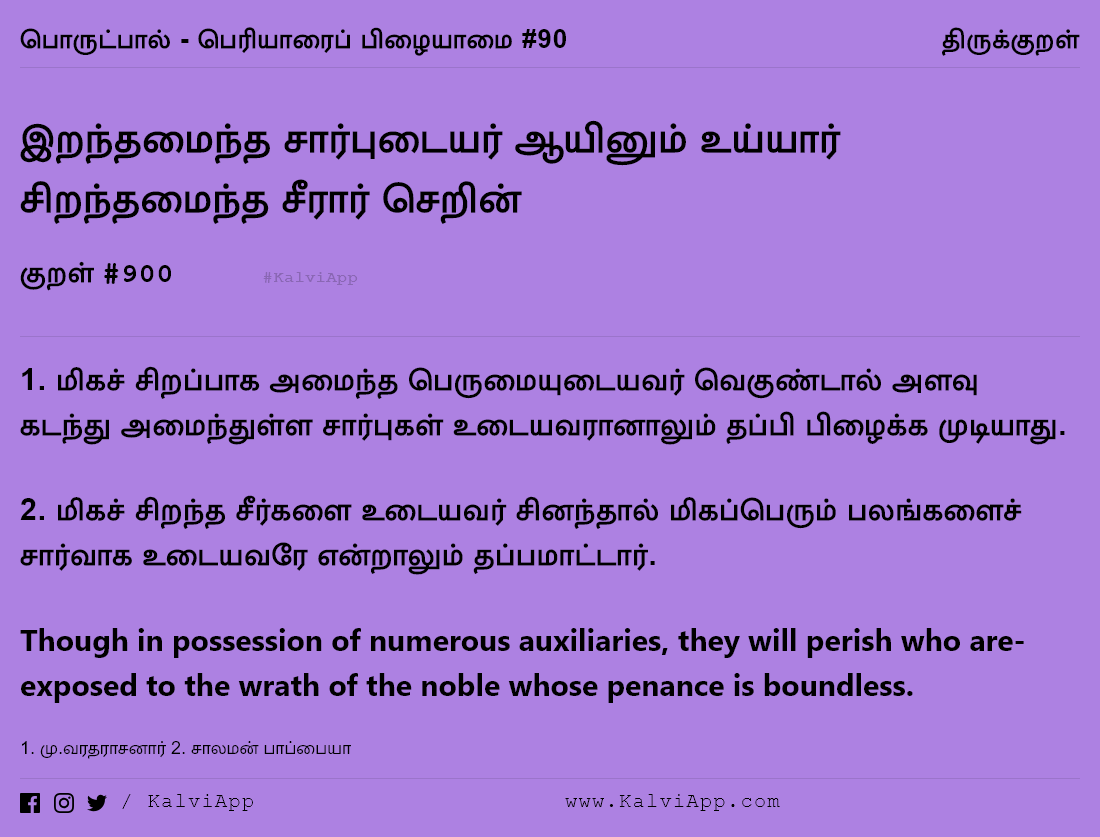 பொருட்பால் - பெரியாரைப் பிழையாமை #90 திருக்குறள்
இறந்தமைந்த சார்புடையர் ஆயினும் உய்யார்
சிறந்தமைந்த சீரார் செறின்
குறள் #900 #KalviApp
1. மிகச் சிறப்பாக அமைந்த பெருமையுடையவர் வெகுண்டால் அளவு
கடந்து அமைந்துள்ள சார்புகள் உடையவரானாலும் தப்பி பிழைக்க முடியாது.
2. மிகச் சிறந்த சீர்களை உடையவர் சினந்தால் மிகப்பெரும் பலங்களைச்
சார்வாக உடையவரே என்றாலும் தப்பமாட்டார்.
Though in possession of numerous auxiliaries, they will perish who are-
exposed to the wrath of the noble whose penance is boundless.
1. மு.வரதராசனார் 2. சாலமன் பாப்பையா
/ KalviApp www.KalviApp.com